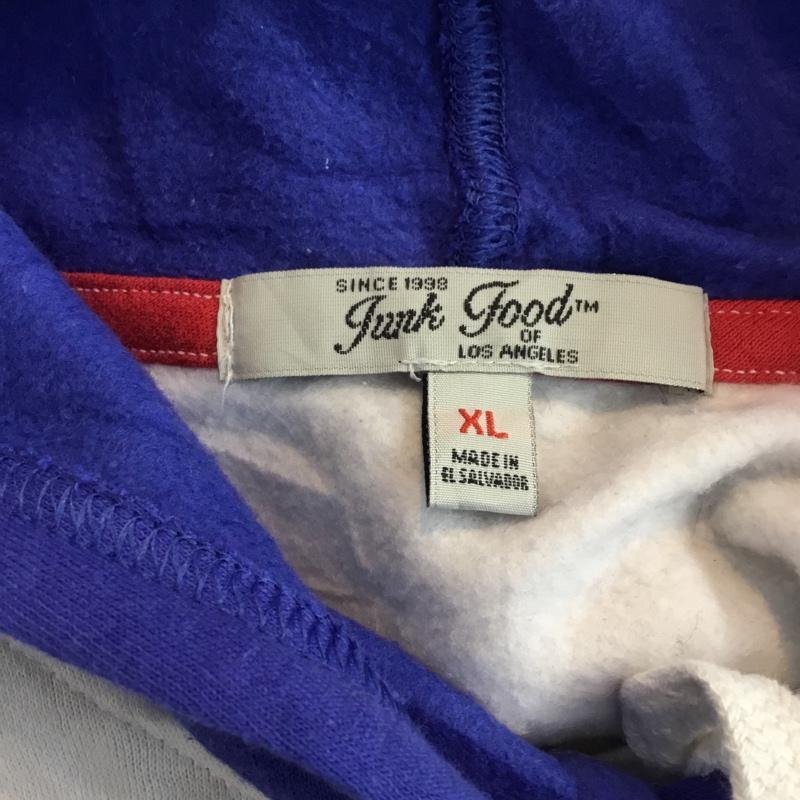 SINCE 1998
Junk Food™
OF
LOS ANGELES
XL
MADE IN
EL SALVADOR